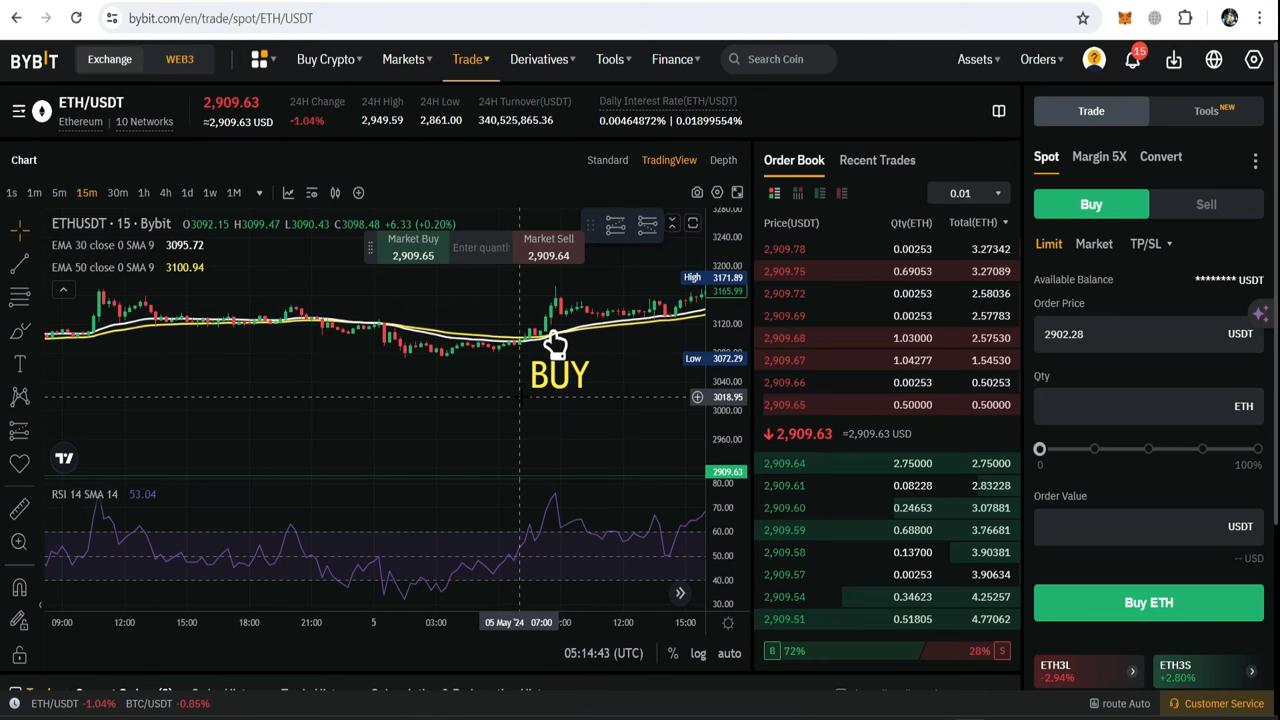 bybit.com/en/trade/spot/ETH/USDT
BYBIT Exchange WEB3 Buy Crypto Markets Trade Derivatives Tools Finance Search Coin Assets Orders 15
ETH/USDT
Ethereum 10 Networks
2,909.63
≈2,909.63 USD
24H Change
-1.04%
24H High
2,949.59
24H Low
2,861.00
24H Turnover(USDT)
340,525,865.36
Daily Interest Rate(ETH/USDT)
0.00464872% | 0.01899554%
Chart
Standard TradingView Depth
1s 1m 5m 15m 30m 1h 4h 1d 1w 1M
ETHUSDT · 15 · Bybit O3092.15 H3099.47 L3090.43 C3098.48 +6.33 (+0.20%)
EMA 30 close 0 SMA 9 3095.72
EMA 50 close 0 SMA 9 3100.94
Market Buy
2,909.65
Enter quanti
Market Sell
2,909.64
3280.00
3240.00
3200.00
High 3171.89
3165.99
3120.00
Low 3072.29
3040.00
3018.95
3000.00
2960.00
2909.63
BUY
RSI 14 SMA 14 53.04
80.00
70.00
60.00
50.00
40.00
30.00
09:00 12:00 15:00 18:00 21:00 5 03:00 05 May '24 07:00 12:00 15:00
05:14:43 (UTC) % log auto
Order Book Recent Trades
0.01
Price(USDT) Qty(ETH) Total(ETH)
2,909.78 0.00253 3.27342
2,909.75 0.69053 3.27089
2,909.72 0.00253 2.58036
2,909.69 0.00253 2.57783
2,909.68 1.03000 2.57530
2,909.67 1.04277 1.54530
2,909.66 0.00253 0.50253
2,909.65 0.50000 0.50000
2,909.63 ≈2,909.63 USD
2,909.64 2.75000 2.75000
2,909.61 0.08228 2.83228
2,909.60 0.24653 3.07881
2,909.59 0.68800 3.76681
2,909.58 0.13700 3.90381
2,909.57 0.00253 3.90634
2,909.54 0.34623 4.25257
2,909.51 0.51805 4.77062
B 72% 28% S
Trade Tools NEW
Spot Margin 5X Convert
Buy Sell
Limit Market TP/SL
Available Balance ******** USDT
Order Price
2902.28 USDT
Qty
ETH
0 100%
Order Value
USDT
-- USD
Buy ETH
ETH3L
-2.94%
ETH3S
+2.80%
ETH/USDT -1.04% BTC/USDT -0.85%
route Auto Customer Service